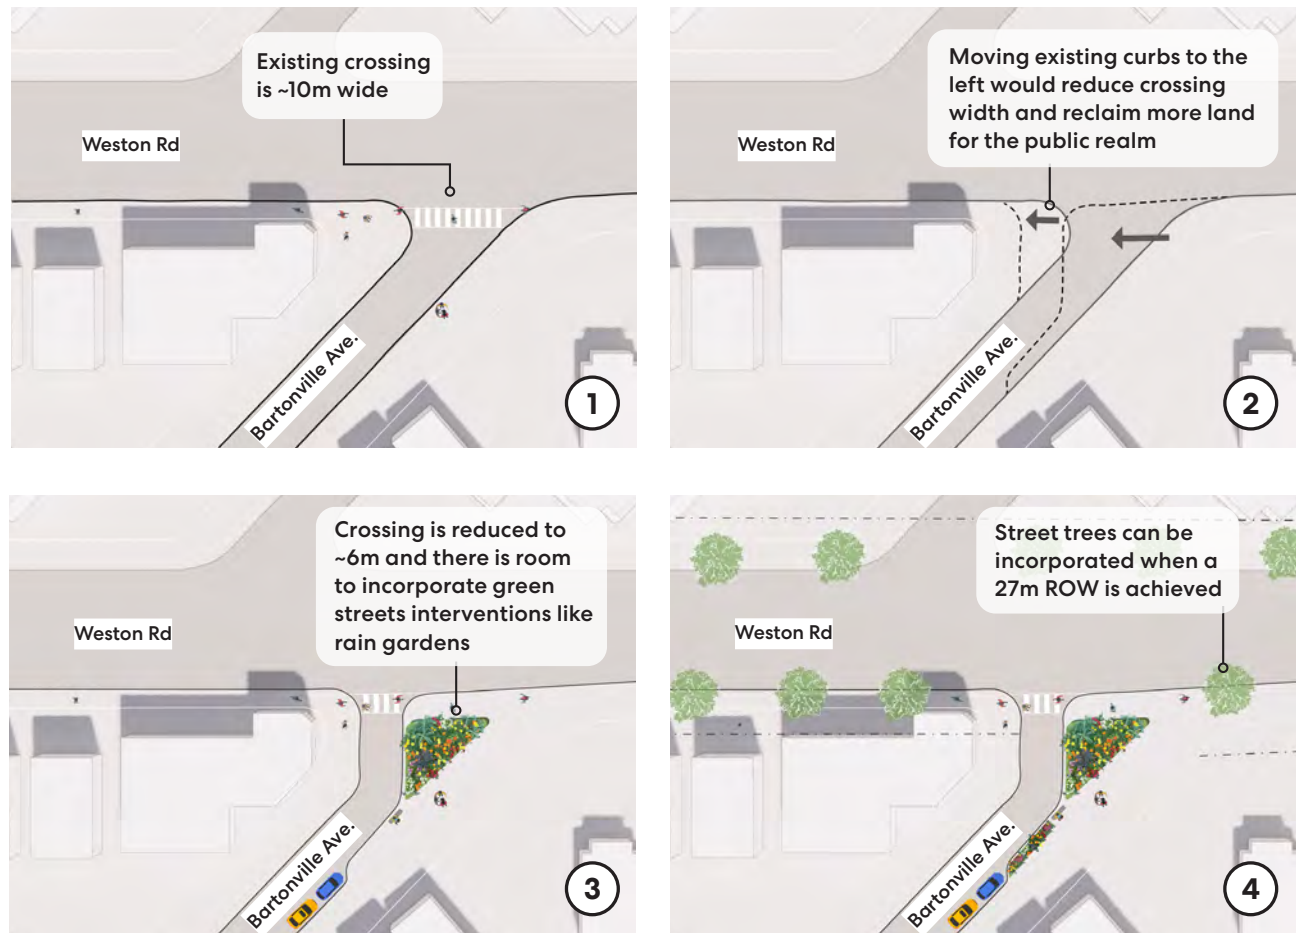 Existing crossing
is ~10m wide
Weston Rd
Bartonville Ave.
1
Moving existing curbs to the
left would reduce crossing
width and reclaim more land
for the public realm
Weston Rd
Bartonville Ave.
2
Crossing is reduced to
~6m and there is room
to incorporate green
streets interventions like
rain gardens
Weston Rd
Bartonville Ave.
3
Street trees can be
incorporated when a
27m ROW is achieved
Weston Rd
Bartonville Ave.
4